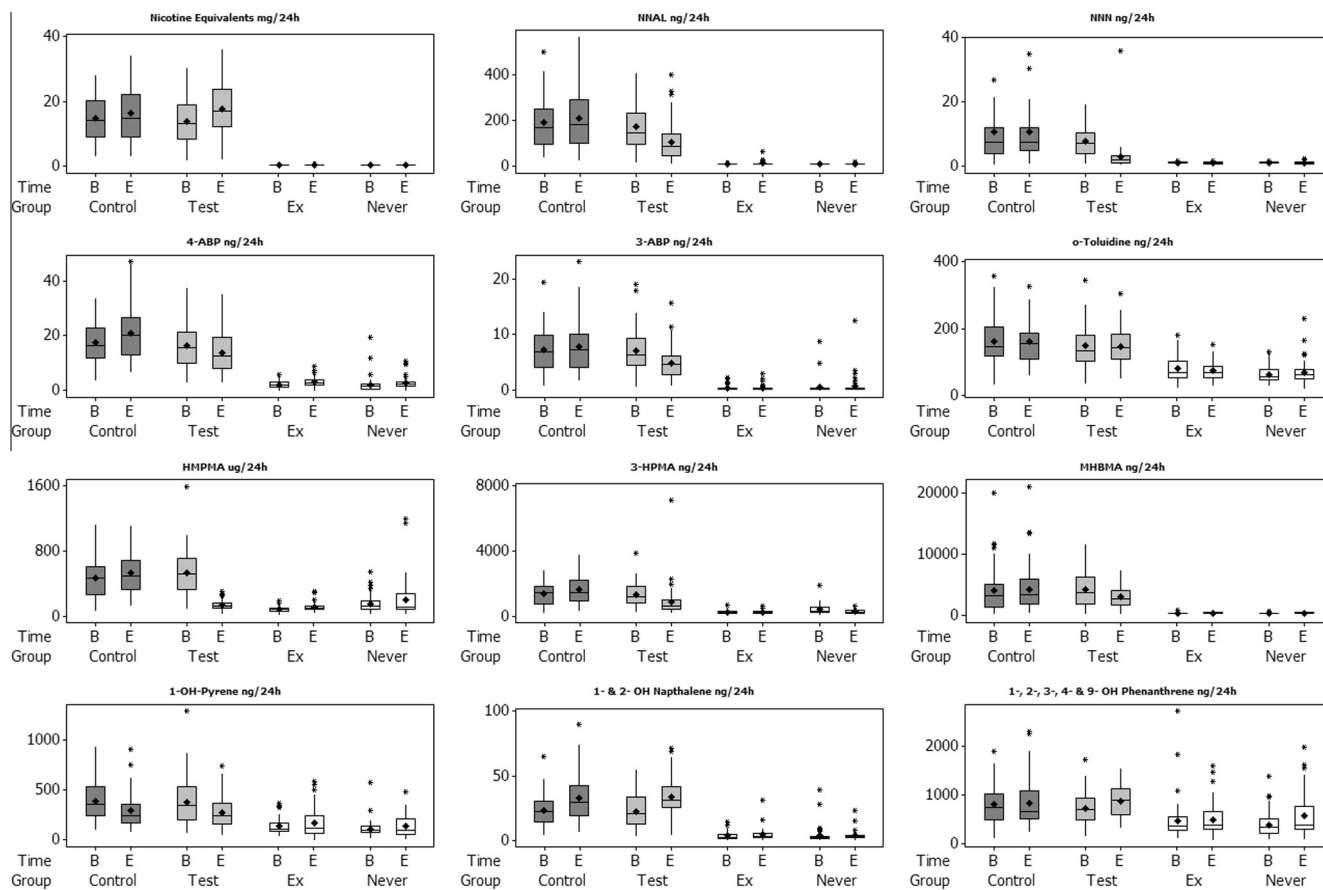 Nicotine Equivalents mg/24h
40
20
0
Time B E B E B E B E
Group Control Test Ex Never
NNAL ng/24h
400
200
0
Time B E B E B E B E
Group Control Test Ex Never
NNN ng/24h
40
20
0
Time B E B E B E B E
Group Control Test Ex Never
4-ABP ng/24h
40
20
0
Time B E B E B E B E
Group Control Test Ex Never
3-ABP ng/24h
20
10
0
Time B E B E B E B E
Group Control Test Ex Never
o-Toluidine ng/24h
400
200
0
Time B E B E B E B E
Group Control Test Ex Never
HMPMA ug/24h
1600
800
0
Time B E B E B E B E
Group Control Test Ex Never
3-HPMA ng/24h
8000
4000
0
Time B E B E B E B E
Group Control Test Ex Never
MHBMA ng/24h
20000
10000
0
Time B E B E B E B E
Group Control Test Ex Never
1-OH-Pyrene ng/24h
1000
500
0
Time B E B E B E B E
Group Control Test Ex Never
1- & 2- OH Napthalene ng/24h
100
50
0
Time B E B E B E B E
Group Control Test Ex Never
1-, 2-, 3-, 4- & 9- OH Phenanthrene ng/24h
2000
1000
0
Time B E B E B E B E
Group Control Test Ex Never